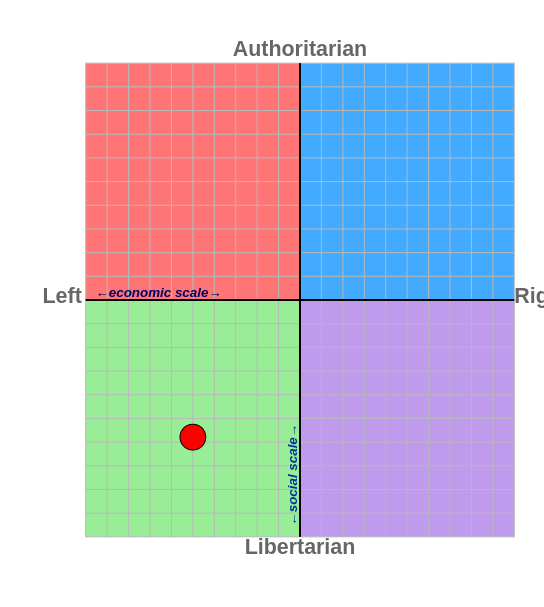 Authoritarian
Left
←economic scale→
Rig
←social scale→
Libertarian